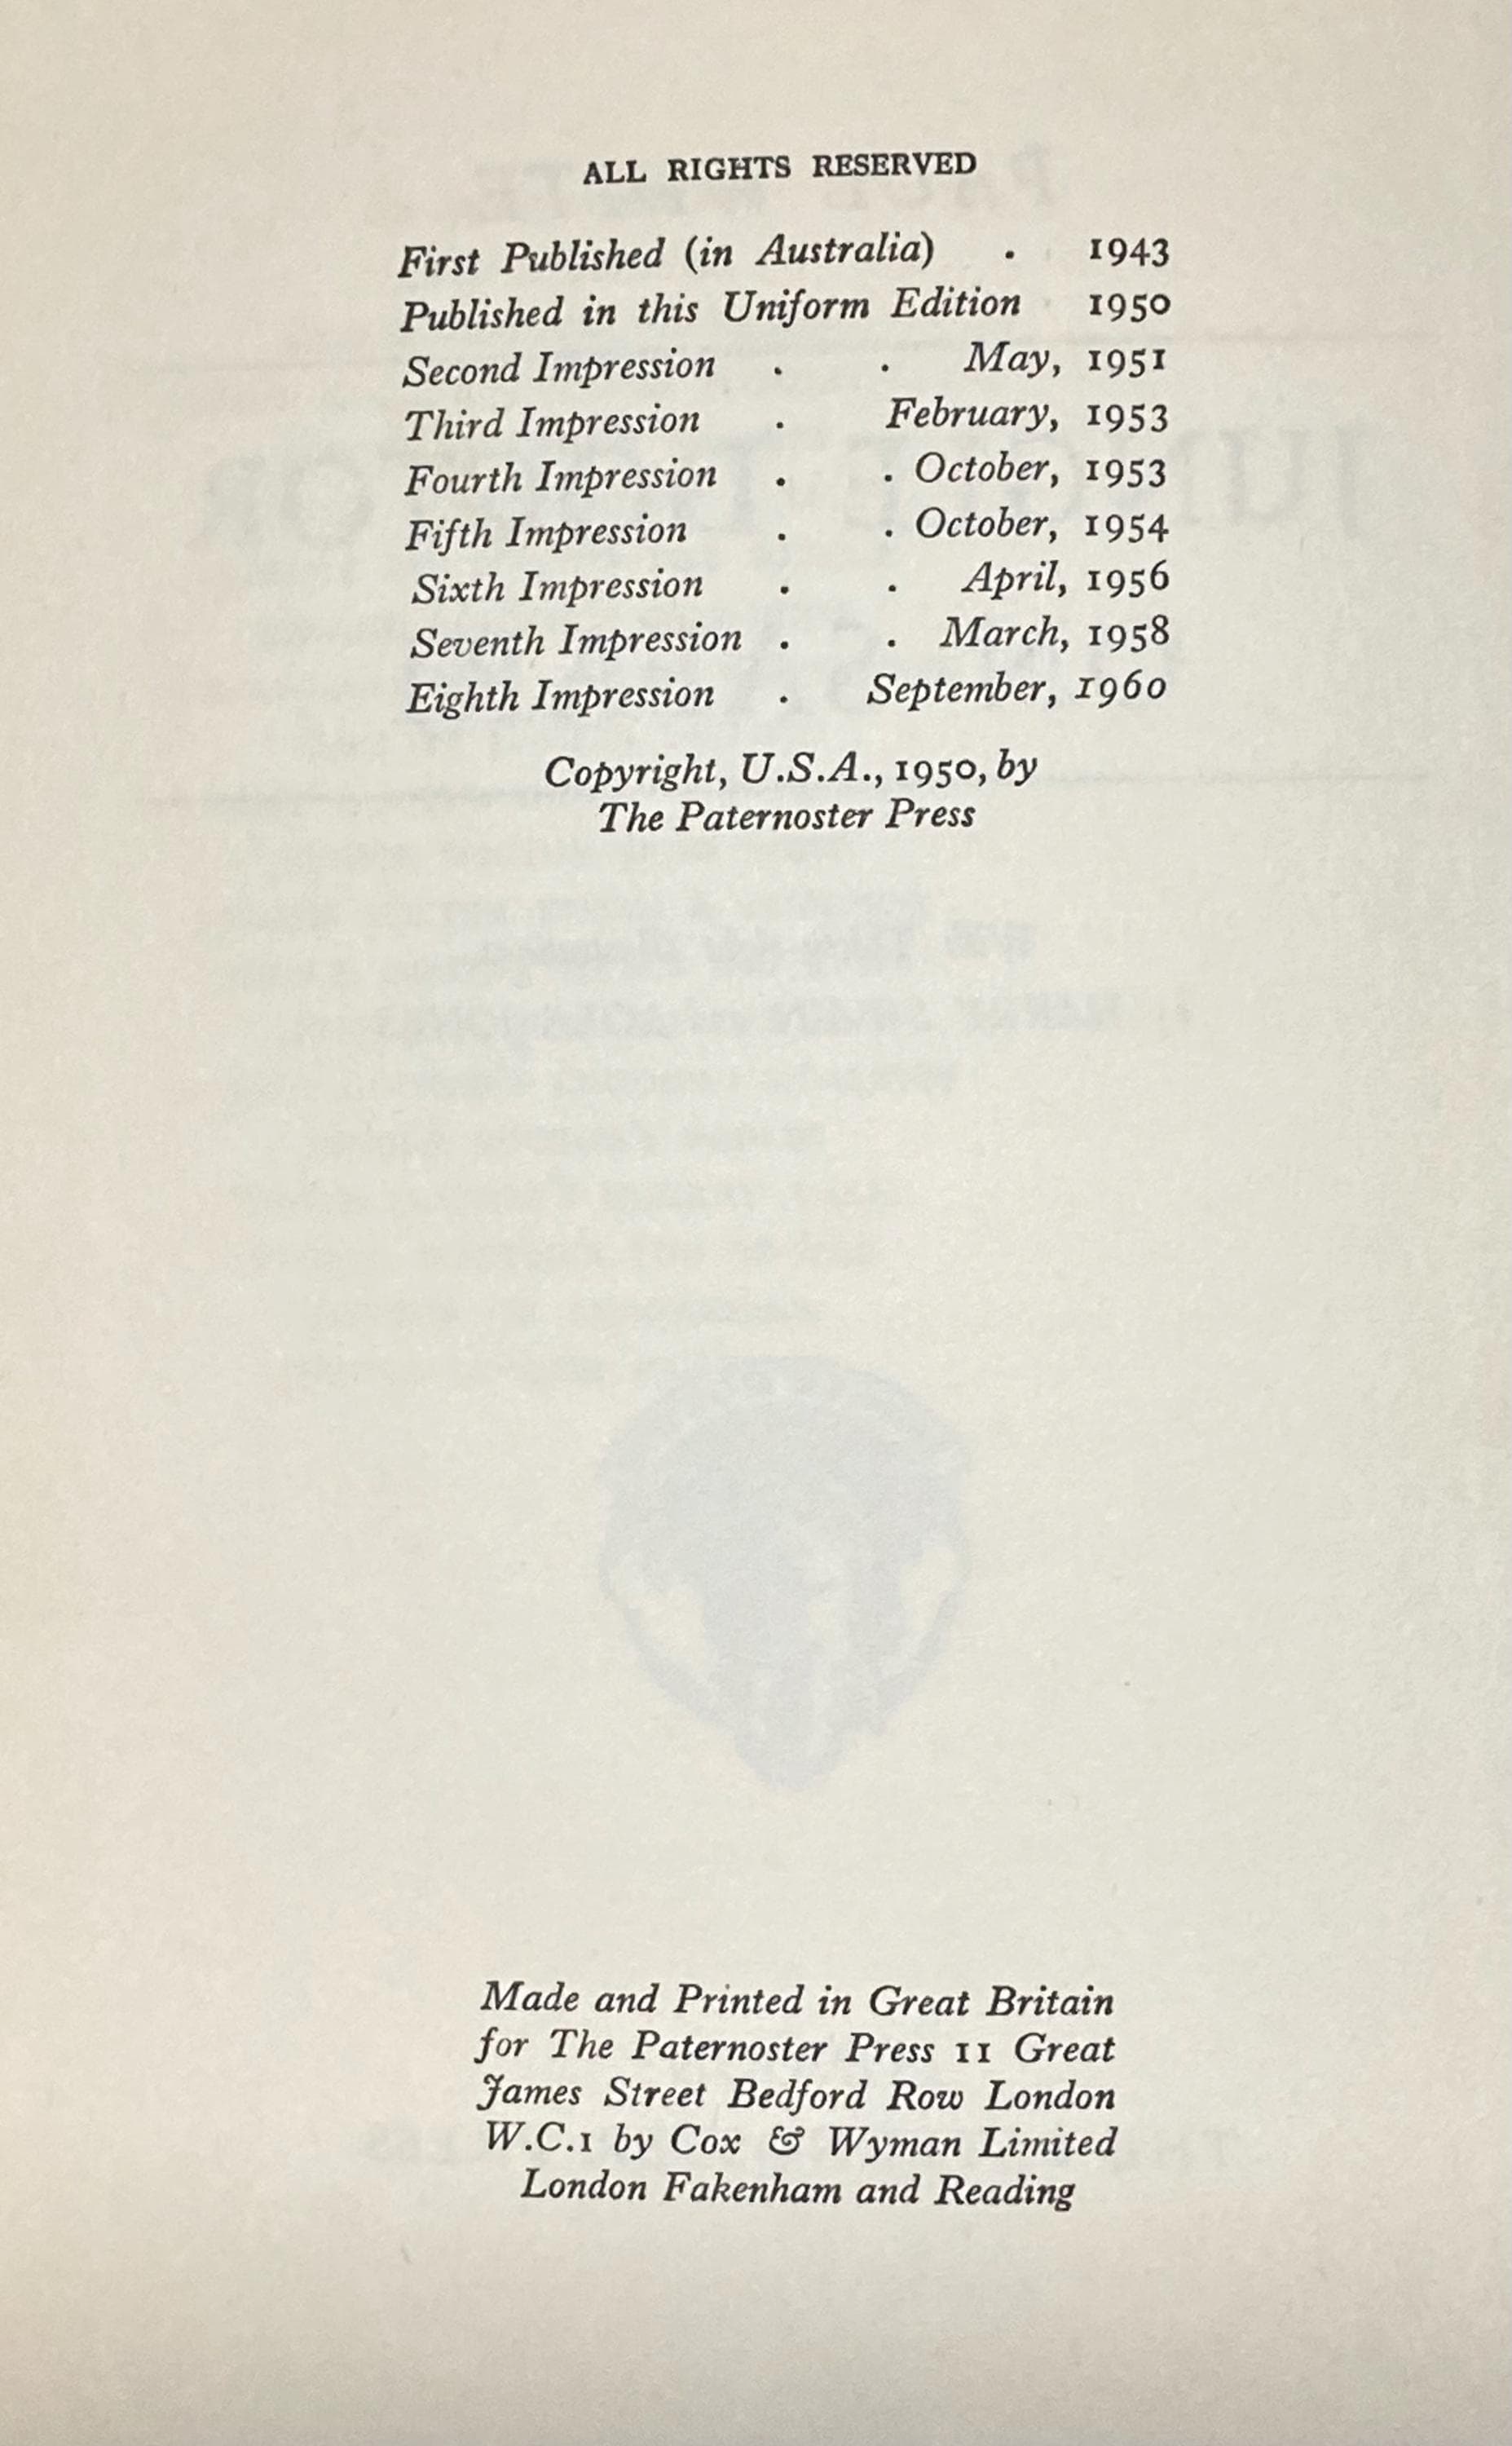 ALL RIGHTS RESERVED
First Published (in Australia) . 1943
Published in this Uniform Edition 1950
Second Impression . . May, 1951
Third Impression . February, 1953
Fourth Impression . . October, 1953
Fifth Impression . . October, 1954
Sixth Impression . . April, 1956
Seventh Impression . . March, 1958
Eighth Impression . September, 1960
Copyright, U.S.A., 1950, by
The Paternoster Press
Made and Printed in Great Britain
for The Paternoster Press 11 Great
James Street Bedford Row London
W.C.1 by Cox & Wyman Limited
London Fakenham and Reading